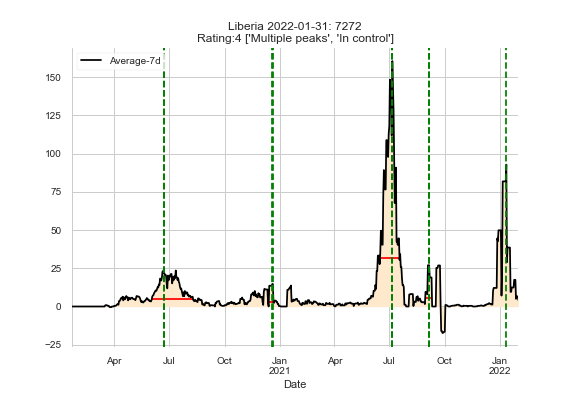 Liberia 2022-01-31: 7272
Rating:4 ['Multiple peaks', 'In control']
Average-7d
150
125
100
75
50
25
0
−25
Apr Jul Oct Jan Apr Jul Oct Jan
2021 2022
Date